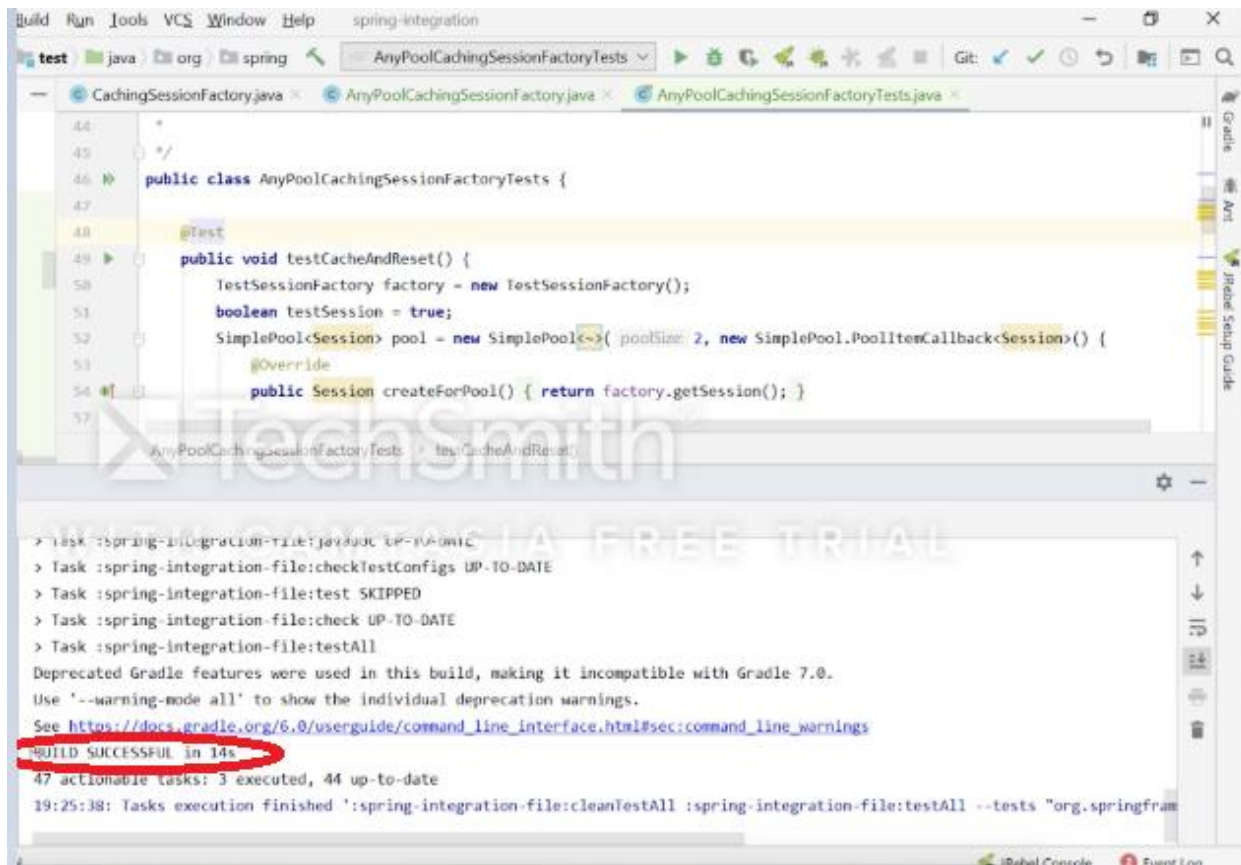 Build Run Tools VCS Window Help spring-integration
test java org spring AnyPoolCachingSessionFactoryTests Git:
CachingSessionFactory.java AnyPoolCachingSessionFactory.java AnyPoolCachingSessionFactoryTests.java
44 *
45 */
46 public class AnyPoolCachingSessionFactoryTests {
47
48 @Test
49 public void testCacheAndReset() {
50 TestSessionFactory factory = new TestSessionFactory();
51 boolean testSession = true;
52 SimplePool<Session> pool = new SimplePool<~>( poolSize: 2, new SimplePool.PoolItemCallback<Session>() {
53 @Override
54 public Session createForPool() { return factory.getSession(); }
57
TechSmith
AnyPoolCachingSessionFactoryTests testCacheAndReset()
WITH CAMTASIA FREE TRIAL
> Task :spring-integration-file:javadoc UP-TO-DATE
> Task :spring-integration-file:checkTestConfigs UP-TO-DATE
> Task :spring-integration-file:test SKIPPED
> Task :spring-integration-file:check UP-TO-DATE
> Task :spring-integration-file:testAll
Deprecated Gradle features were used in this build, making it incompatible with Gradle 7.0.
Use '--warning-mode all' to show the individual deprecation warnings.
See https://docs.gradle.org/6.0/userguide/command_line_interface.html#sec:command_line_warnings
BUILD SUCCESSFUL in 14s
47 actionable tasks: 3 executed, 44 up-to-date
19:25:38: Tasks execution finished ':spring-integration-file:cleanTestAll :spring-integration-file:testAll --tests "org.springfram
JRebel Console Event Log
Gradle
Ant
JRebel Setup Guide